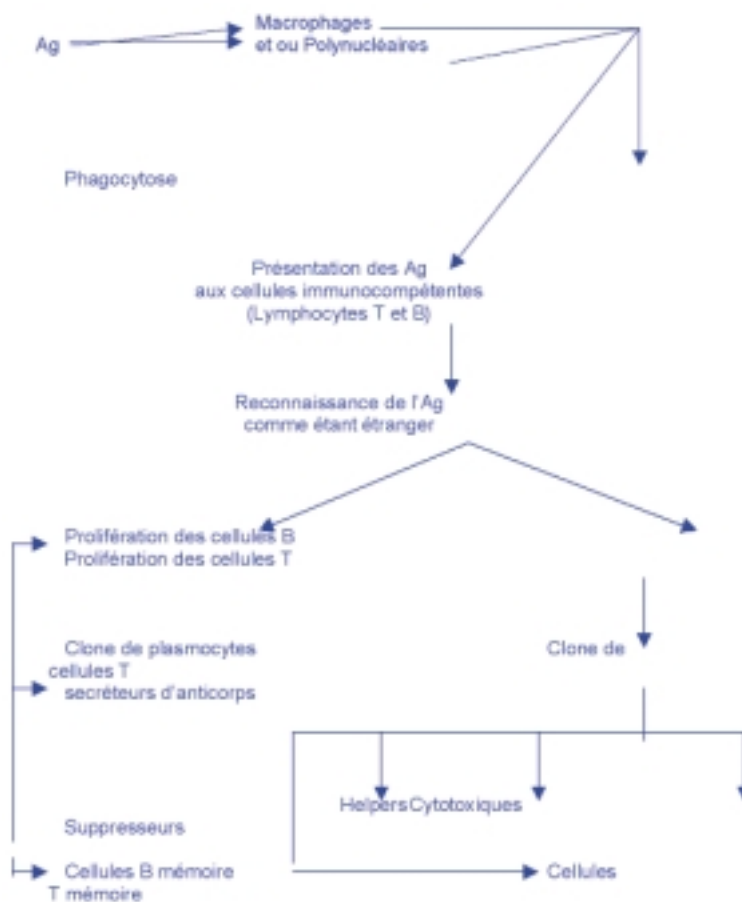 Ag
Macrophages
et ou Polynucléaires
Phagocytose
Présentation des Ag
aux cellules immunocompétentes
(Lymphocytes T et B)
Reconnaissance de l'Ag
comme étant étranger
Prolifération des cellules B
Prolifération des cellules T
Clone de plasmocytes
Clone de
cellules T
secréteurs d'anticorps
HelpersCytotoxiques
Suppresseurs
Cellules B mémoire
Cellules
T mémoire